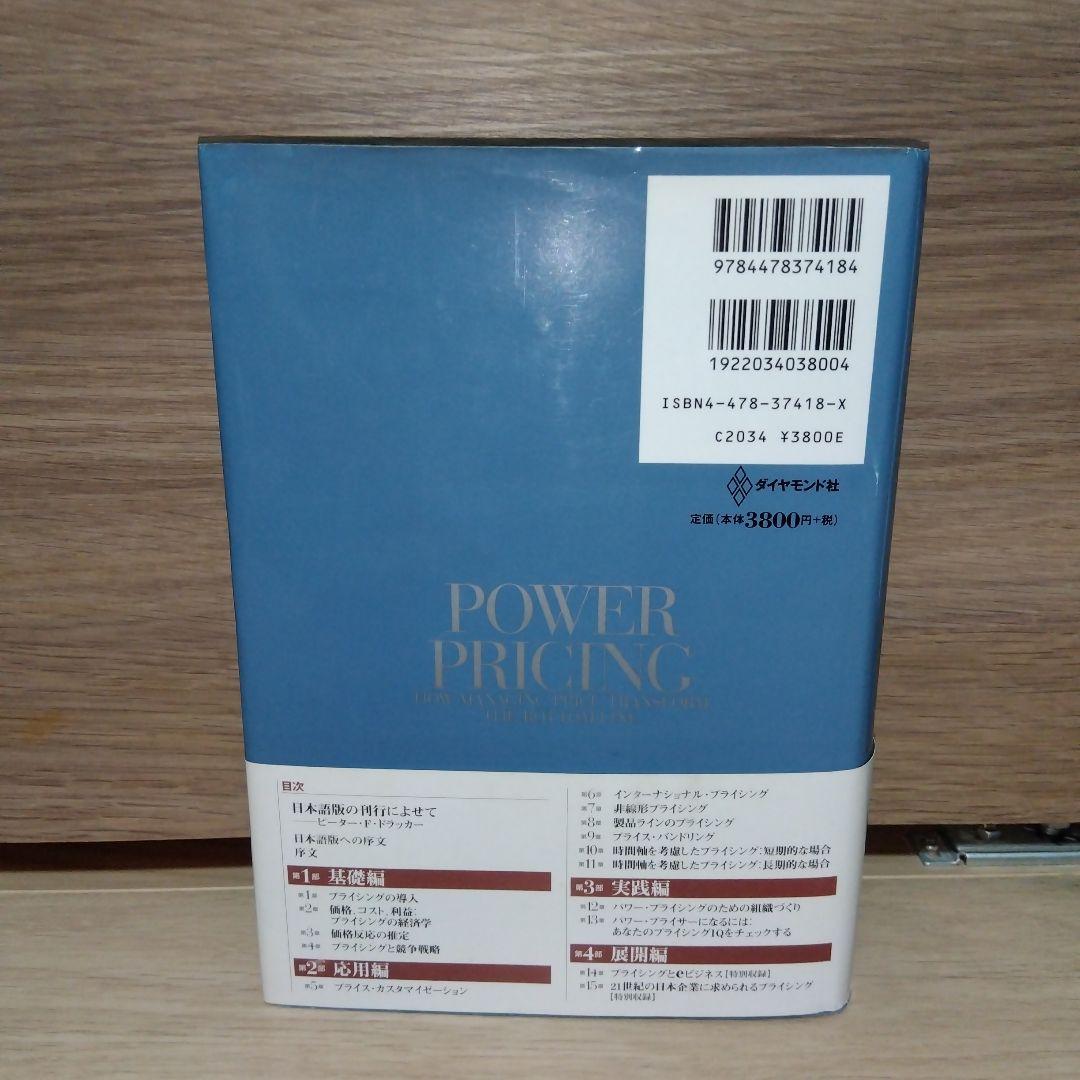 9784478374184
1922034038004
ISBN4-478-37418-X
C2034 ¥3800E
ダイヤモンド社
定価(本体3800円+税)
POWER
PRICING
HOW MANAGING PRICE TRANSFORM
THE BOTTOM LINE
目次
日本語版の刊行によせて
——ピーター・F・ドラッカー
日本語版への序文
序文
第1部 基礎編
第1章 プライシングの導入
第2章 価格、コスト、利益:
プライシングの経済学
第3章 価格反応の推定
第4章 プライシングと競争戦略
第2部 応用編
第5章 プライス・カスタマイゼーション
第6章 インターナショナル・プライシング
第7章 非線形プライシング
第8章 製品ラインのプライシング
第9章 プライス・バンドリング
第10章 時間軸を考慮したプライシング:短期的な場合
第11章 時間軸を考慮したプライシング:長期的な場合
第3部 実践編
第12章 パワー・プライシングのための組織づくり
第13章 パワー・プライサーになるには:
あなたのプライシングIQをチェックする
第4部 展開編
第14章 プライシングとeビジネス[特別収録]
第15章 21世紀の日本企業に求められるプライシング
[特別収録]